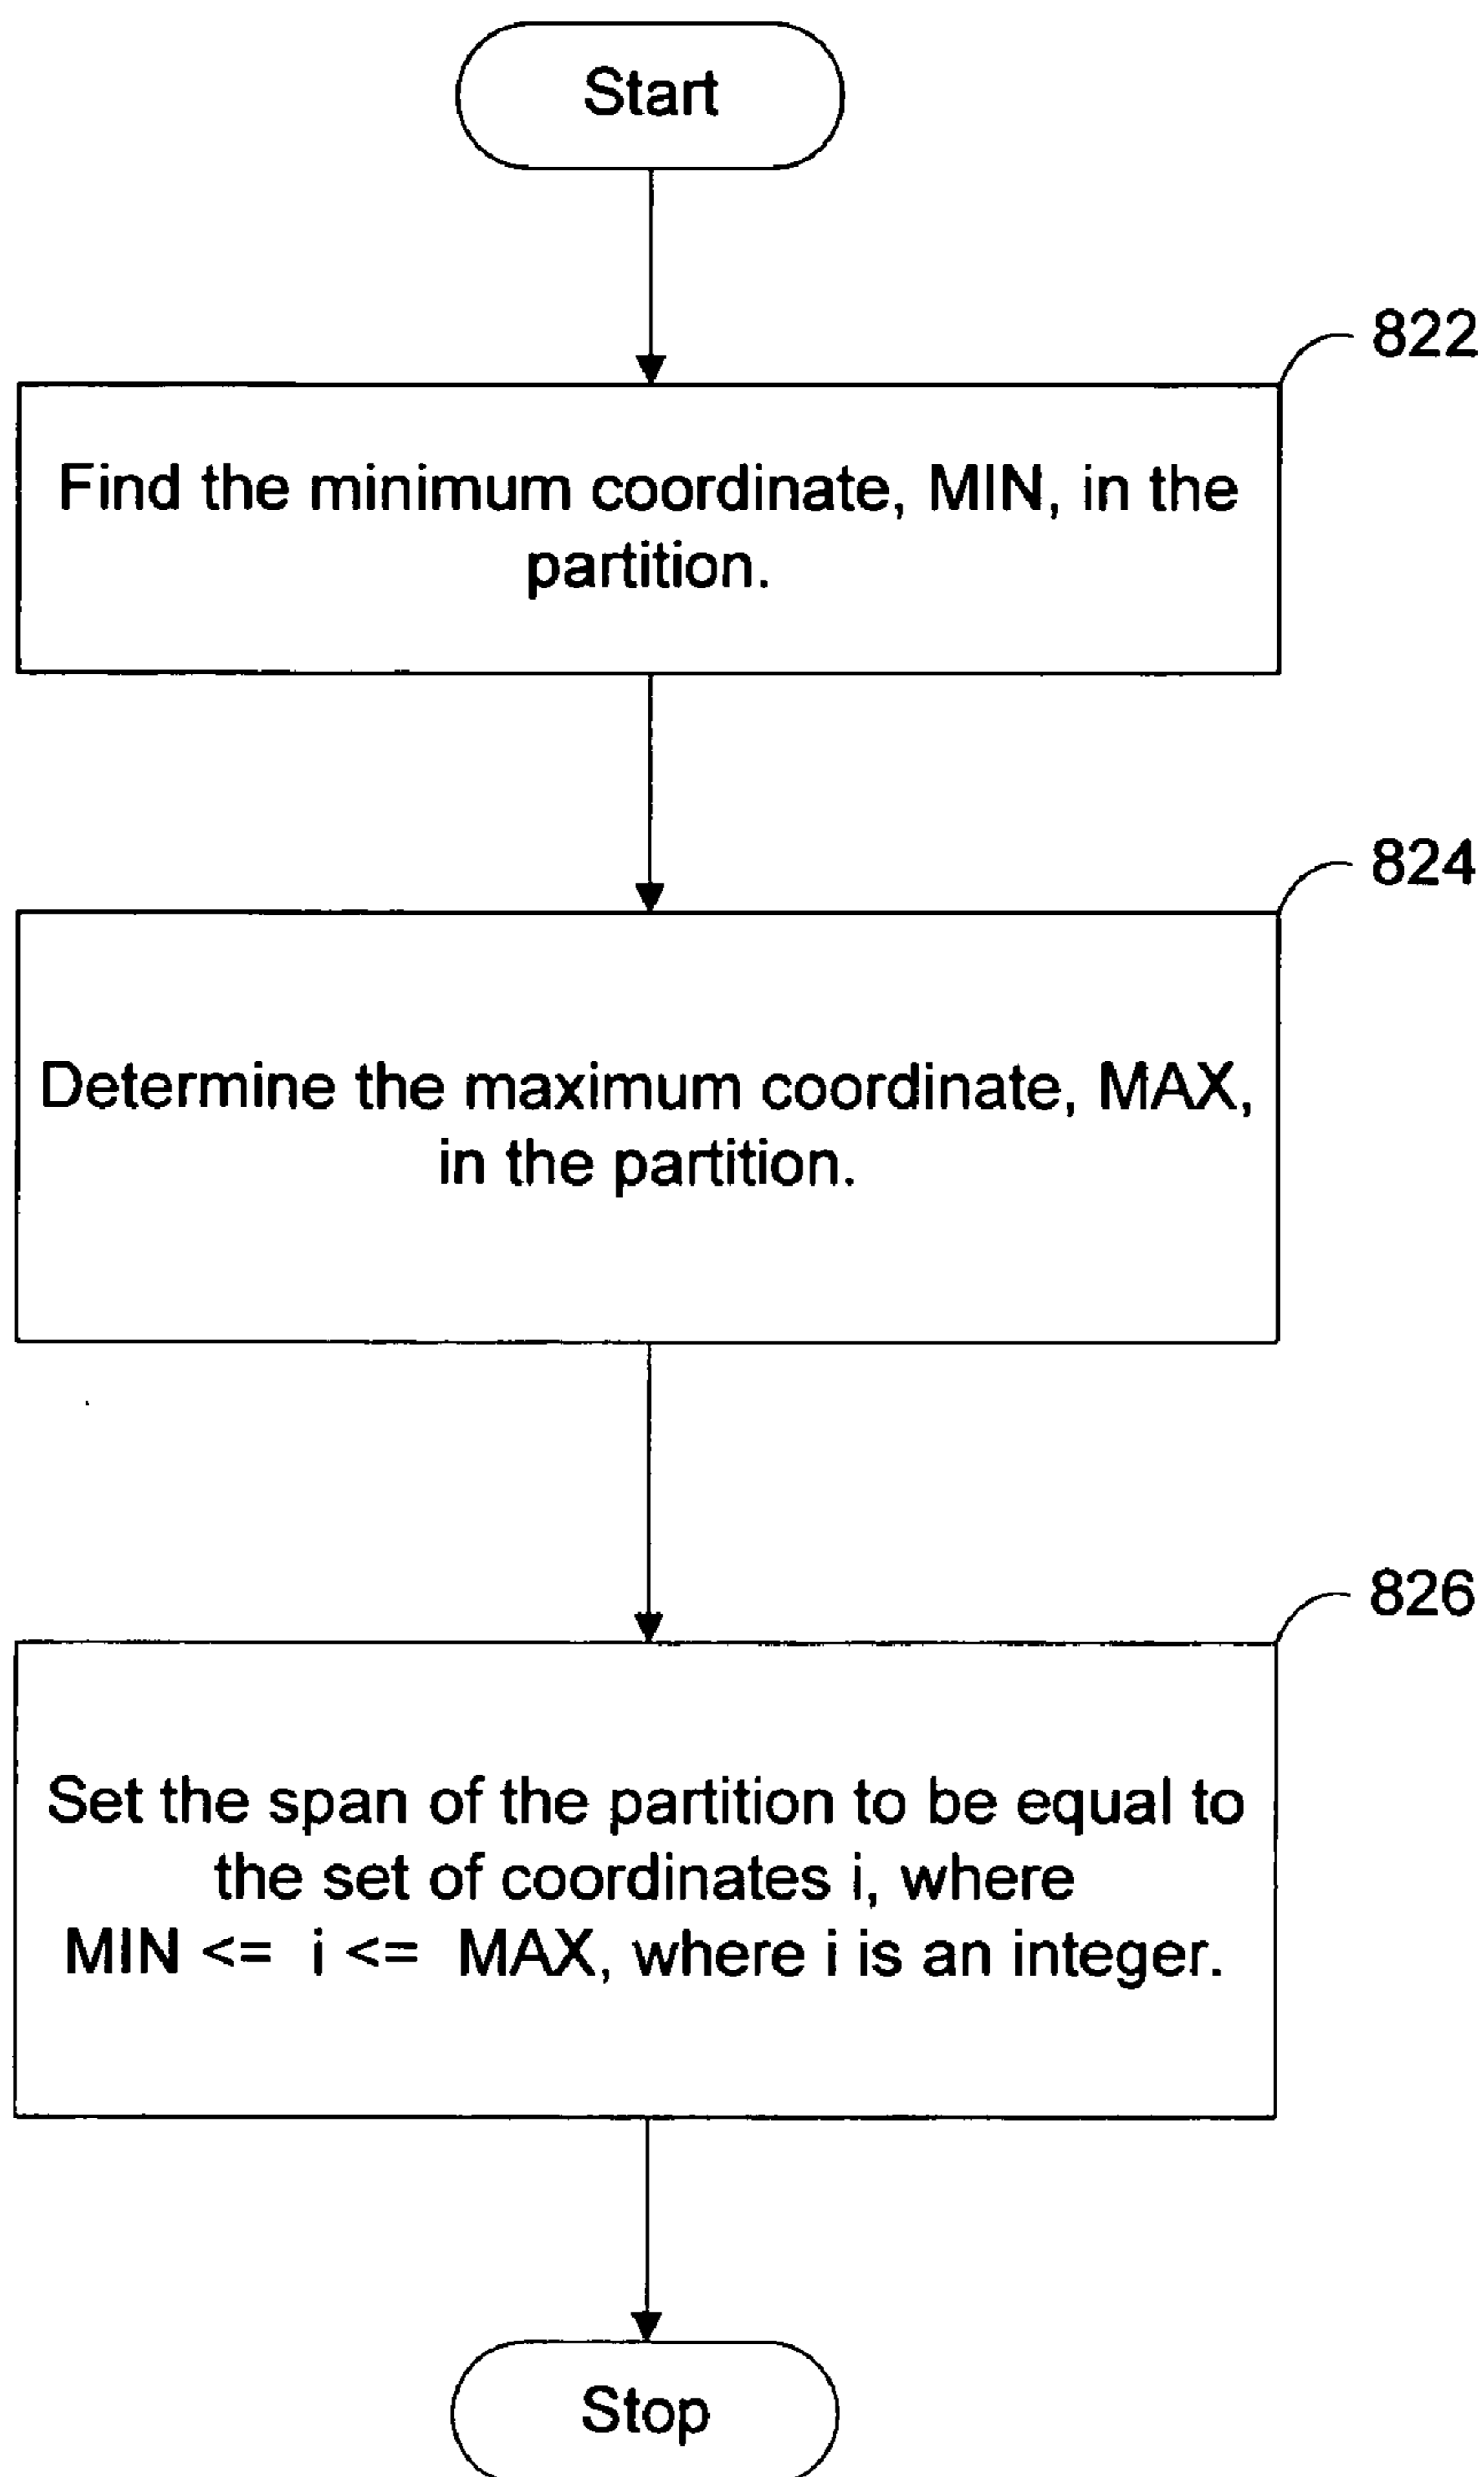 Start
822
Find the minimum coordinate, MIN, in the
partition.
824
Determine the maximum coordinate, MAX,
in the partition.
826
Set the span of the partition to be equal to
the set of coordinates i, where
MIN <= i <= MAX, where i is an integer.
Stop